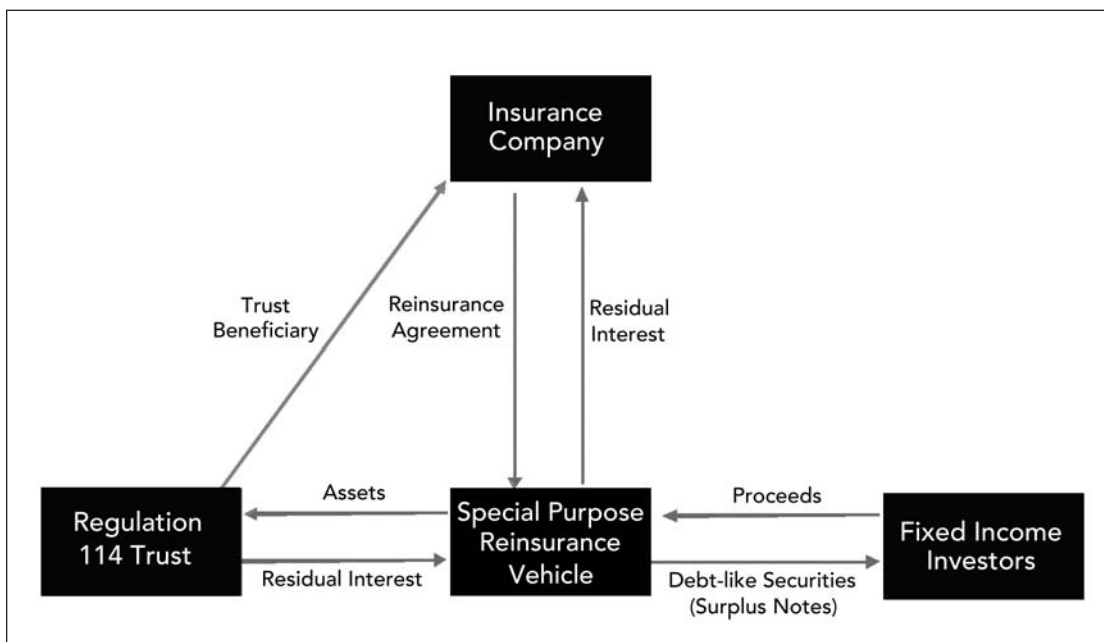 Insurance
Company
Trust
Beneficiary
Reinsurance
Agreement
Residual
Interest
Regulation
114 Trust
Assets
Residual Interest
Special Purpose
Reinsurance
Vehicle
Proceeds
Debt-like Securities
(Surplus Notes)
Fixed Income
Investors